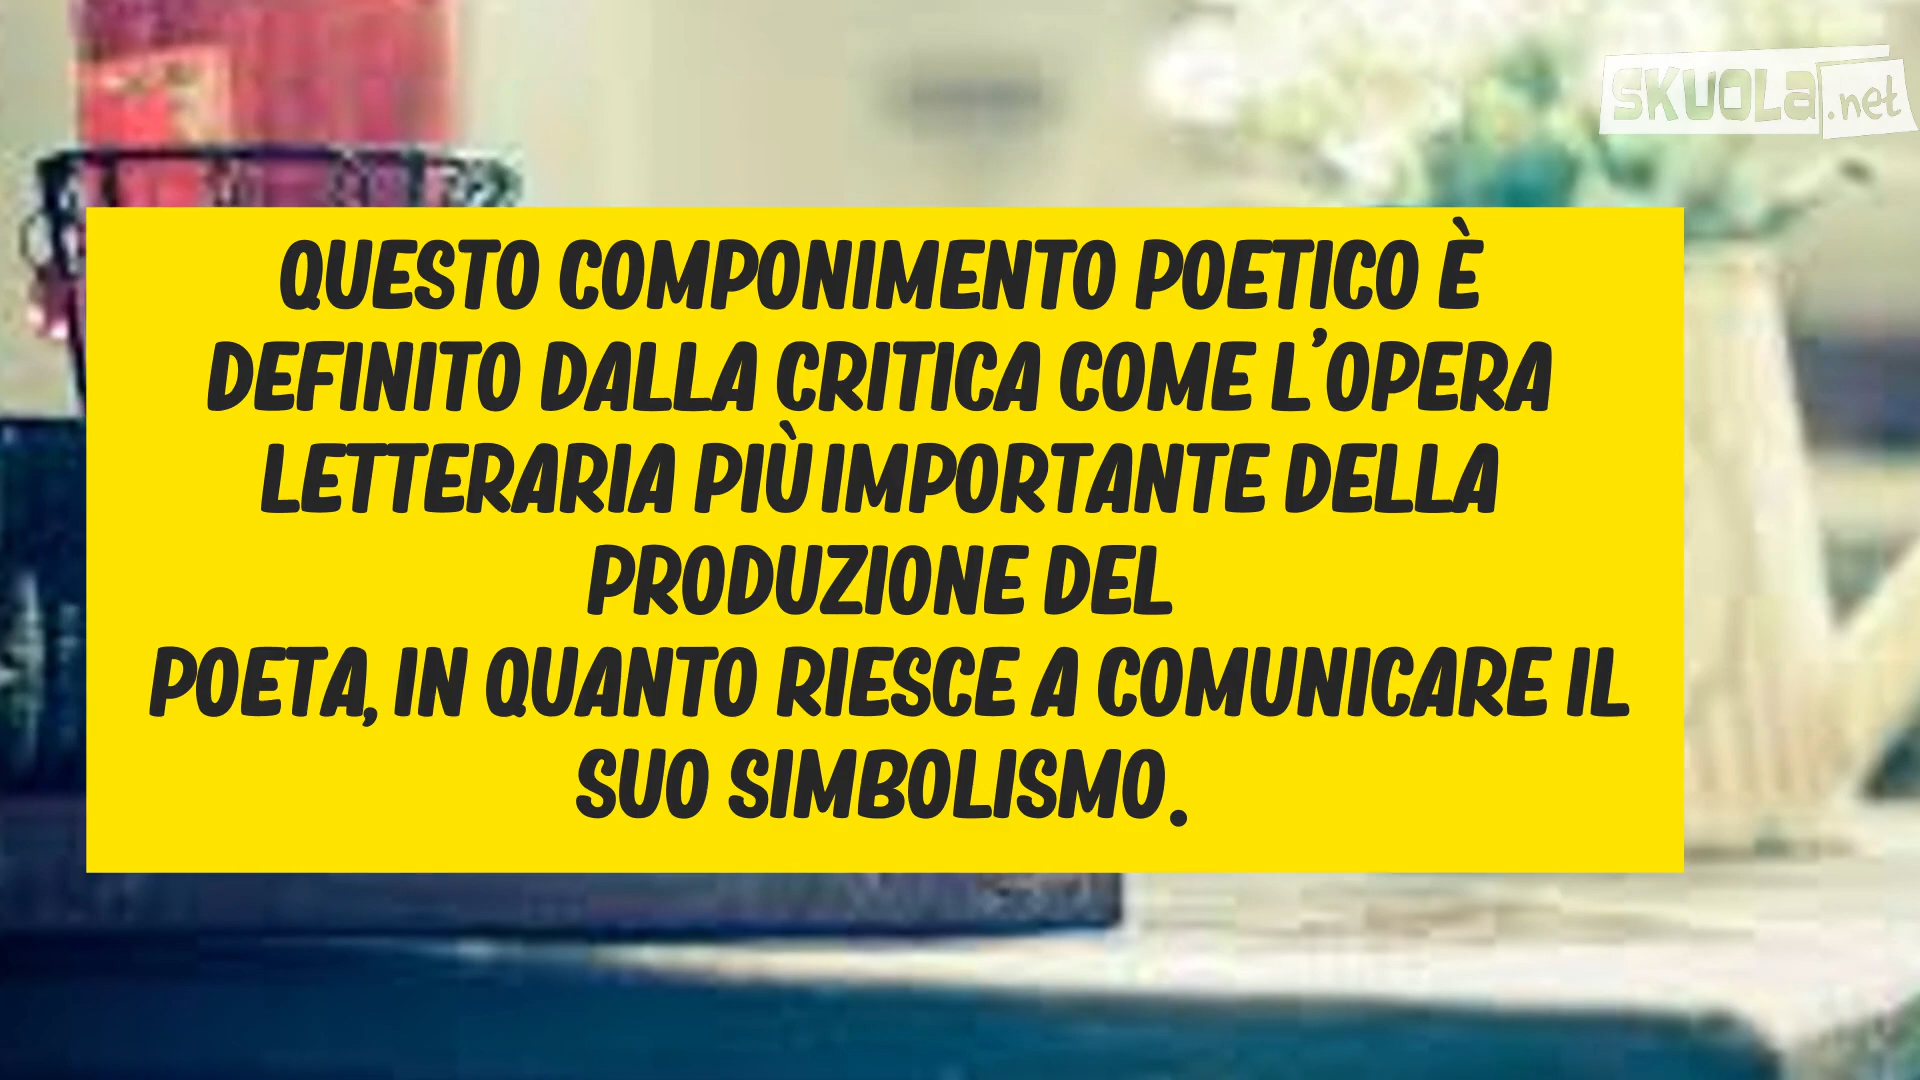 SKUOLA.net
QUESTO COMPONIMENTO POETICO È
DEFINITO DALLA CRITICA COME L'OPERA
LETTERARIA PIÙ IMPORTANTE DELLA
PRODUZIONE DEL
POETA, IN QUANTO RIESCE A COMUNICARE IL
SUO SIMBOLISMO.